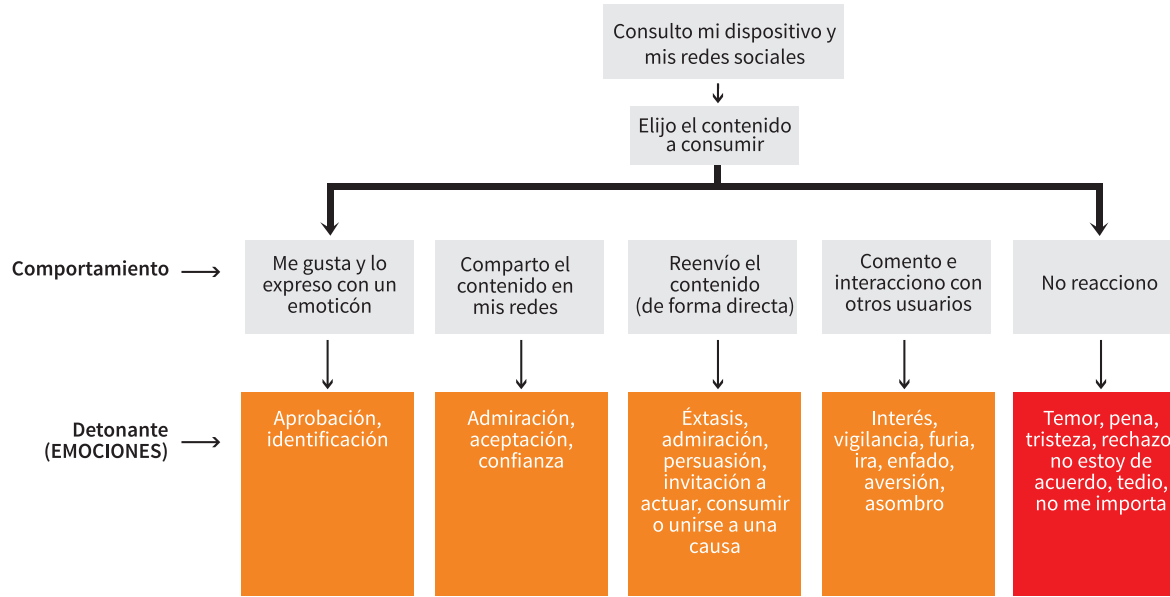 Consulto mi dispositivo y
mis redes sociales
Elijo el contenido
a consumir
Comportamiento
Me gusta y lo
expreso con un
emoticón
Comparto el
contenido en
mis redes
Reenvío el
contenido
(de forma directa)
Comento e
interacciono con
otros usuarios
No reacciono
Detonante
(EMOCIONES)
Aprobación,
identificación
Admiración,
aceptación,
confianza
Éxtasis,
admiración,
persuasión,
invitación a
actuar, consumir
o unirse a una
causa
Interés,
vigilancia, furia,
ira, enfado,
aversión,
asombro
Temor, pena,
tristeza, rechazo,
no estoy de
acuerdo, tedio,
no me importa